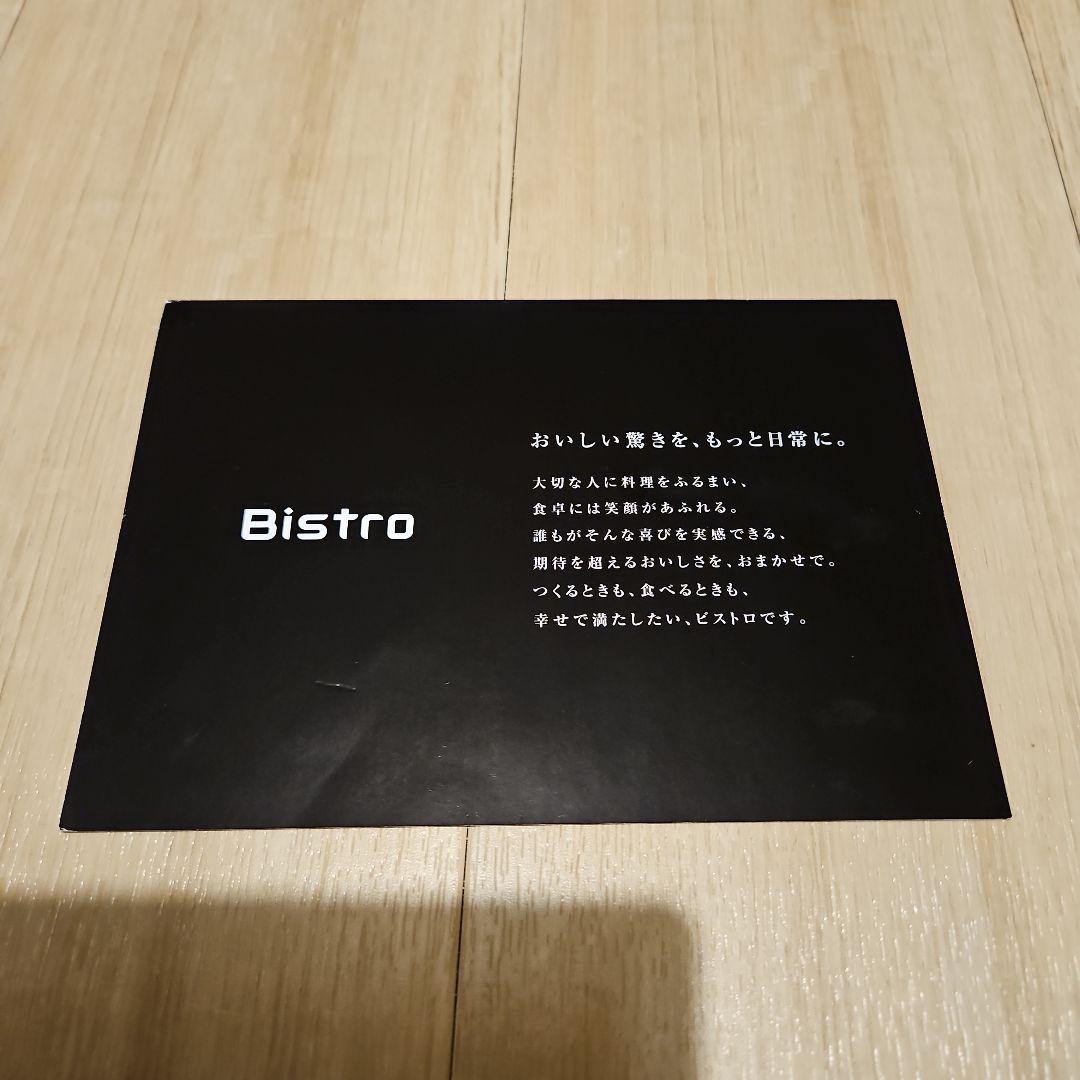 Bistro
おいしい驚きを、もっと日常に。
大切な人に料理をふるまい、
食卓には笑顔があふれる。
誰もがそんな喜びを実感できる、
期待を超えるおいしさを、おまかせで。
つくるときも、食べるときも、
幸せで満たしたい、ビストロです。